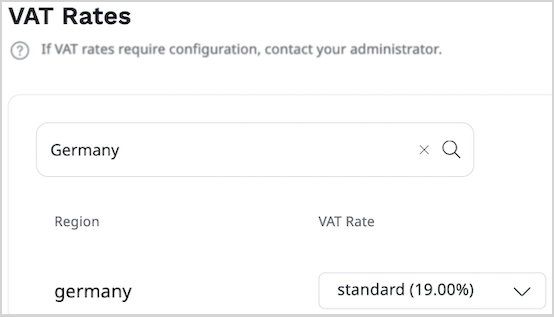 VAT Rates
If VAT rates require configuration, contact your administrator.
Germany
Region VAT Rate
germany standard (19.00%)